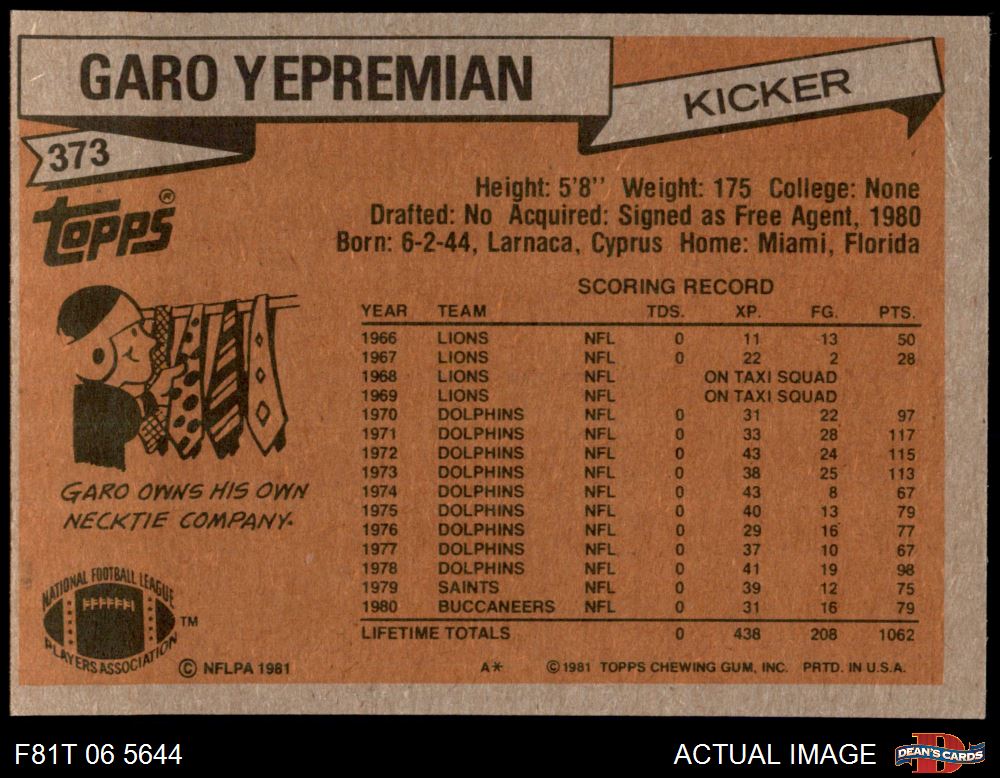 GARO YEPREMIAN
KICKER
373
topps®
Height: 5'8'' Weight: 175 College: None
Drafted: No Acquired: Signed as Free Agent, 1980
Born: 6-2-44, Larnaca, Cyprus Home: Miami, Florida
SCORING RECORD
YEAR TEAM TDS. XP. FG. PTS.
1966 LIONS NFL 0 11 13 50
1967 LIONS NFL 0 22 2 28
1968 LIONS NFL ON TAXI SQUAD
1969 LIONS NFL ON TAXI SQUAD
1970 DOLPHINS NFL 0 31 22 97
1971 DOLPHINS NFL 0 33 28 117
1972 DOLPHINS NFL 0 43 24 115
1973 DOLPHINS NFL 0 38 25 113
1974 DOLPHINS NFL 0 43 8 67
1975 DOLPHINS NFL 0 40 13 79
1976 DOLPHINS NFL 0 29 16 77
1977 DOLPHINS NFL 0 37 10 67
1978 DOLPHINS NFL 0 41 19 98
1979 SAINTS NFL 0 39 12 75
1980 BUCCANEERS NFL 0 31 16 79
LIFETIME TOTALS 0 438 208 1062
GARO OWNS HIS OWN
NECKTIE COMPANY.
NATIONAL FOOTBALL LEAGUE
PLAYERS ASSOCIATION
TM
© NFLPA 1981
A* © 1981 TOPPS CHEWING GUM, INC. PRTD. IN U.S.A.
F81T 06 5644
ACTUAL IMAGE
D
DEAN'S CARDS